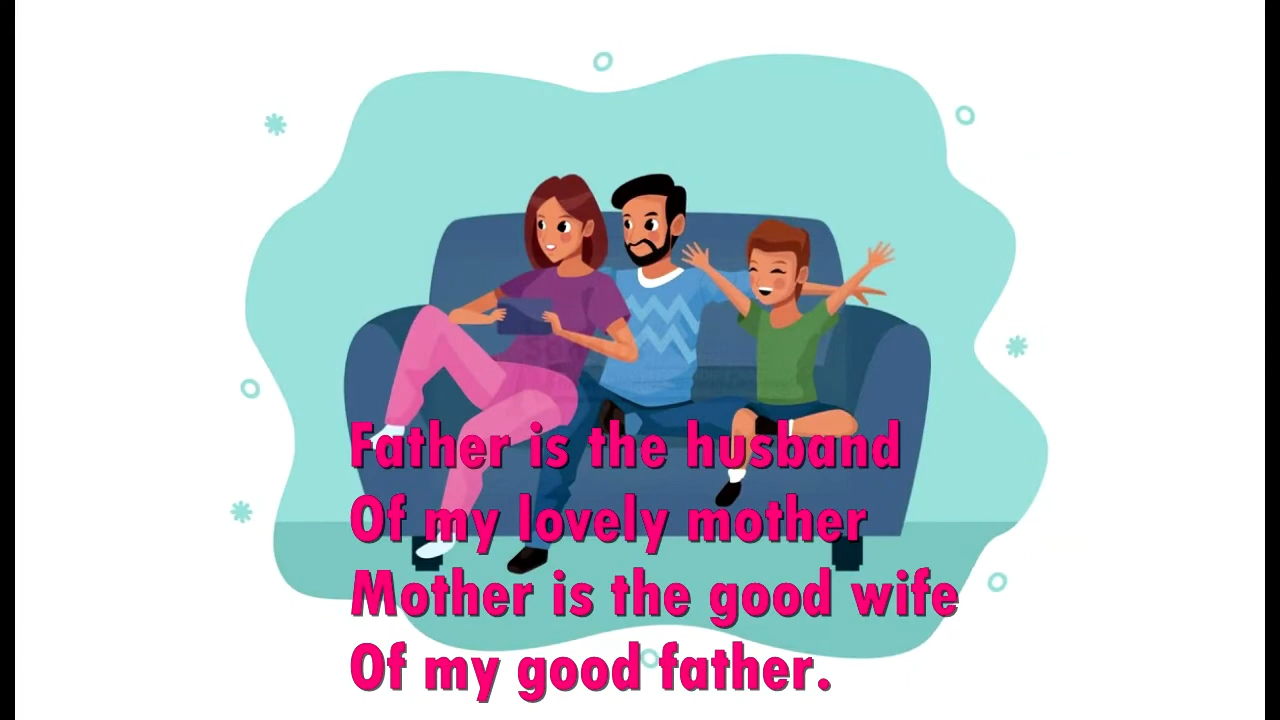 Father is the husband
Of my lovely mother
Mother is the good wife
Of my good father.